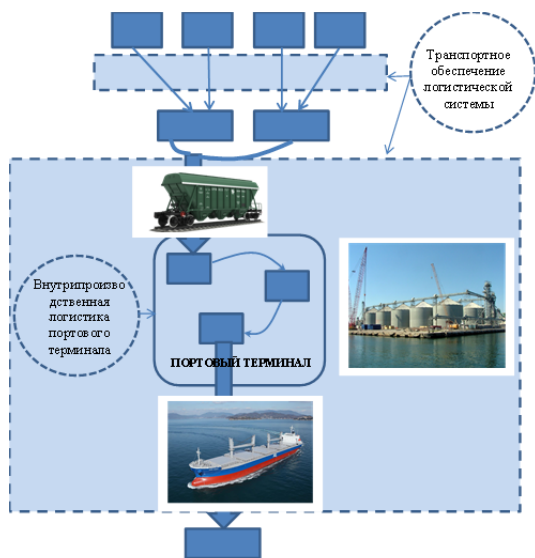 Транспортное
обеспечение
логистической
системы
Внутрипроизво
дственная
логистика
портового
терминала
ПОРТОВЫЙ ТЕРМИНАЛ